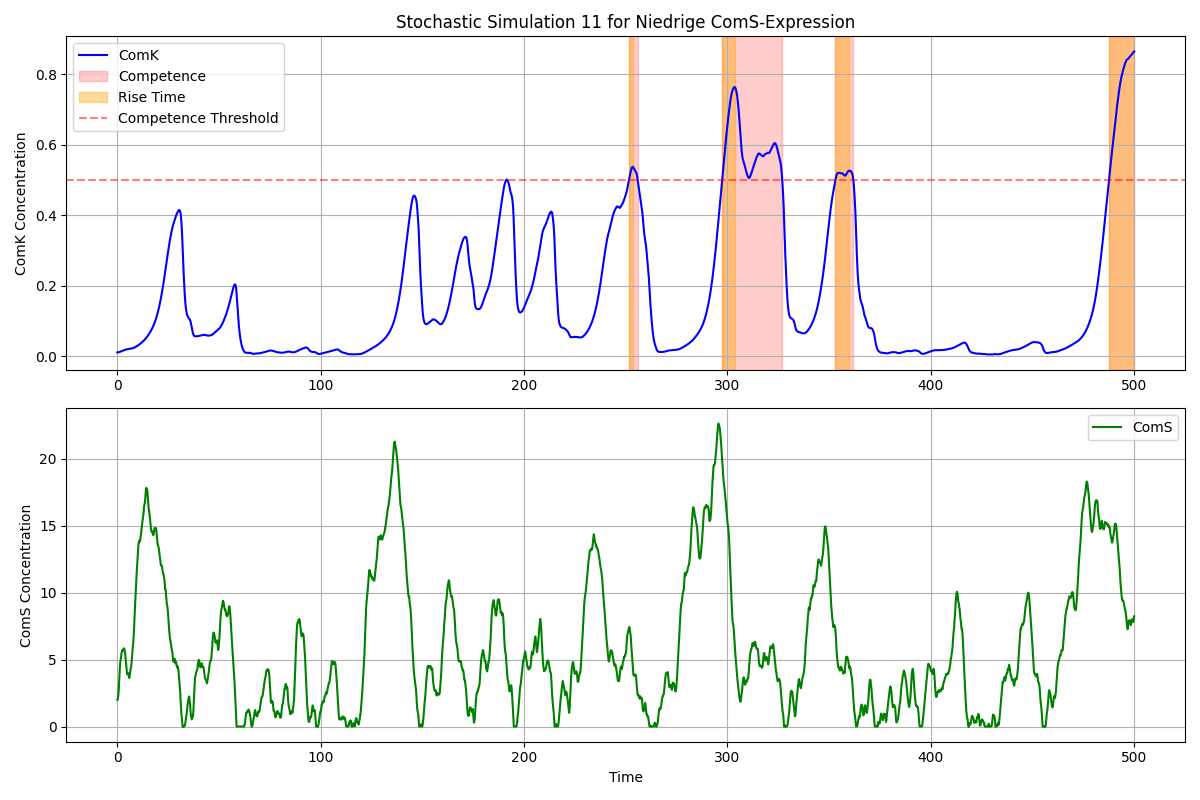 Stochastic Simulation 11 for Niedrige ComS-Expression
ComK Concentration
0.8
0.6
0.4
0.2
0.0
ComK
Competence
Rise Time
Competence Threshold
0 100 200 300 400 500
ComS Concentration
20
15
10
5
0
ComS
0 100 200 300 400 500
Time